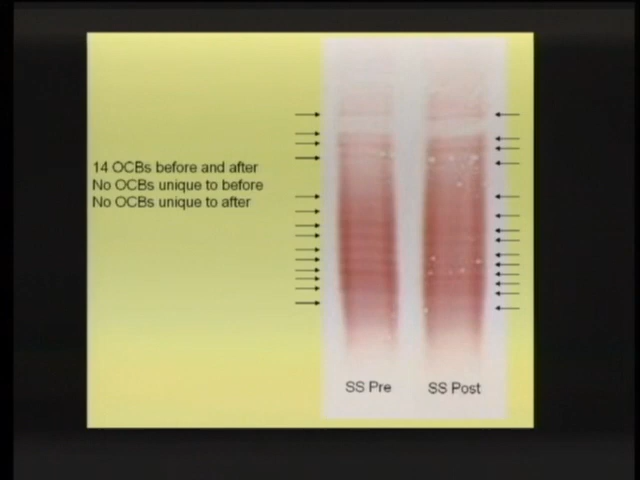 14 OCBs before and after
No OCBs unique to before
No OCBs unique to after
SS Pre
SS Post